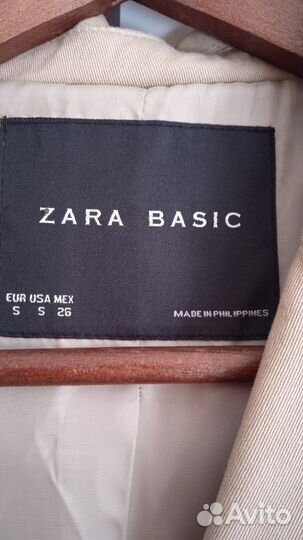 ZARA BASIC
EUR USA MEX
S S 26
MADE IN PHILIPPINES
Avito